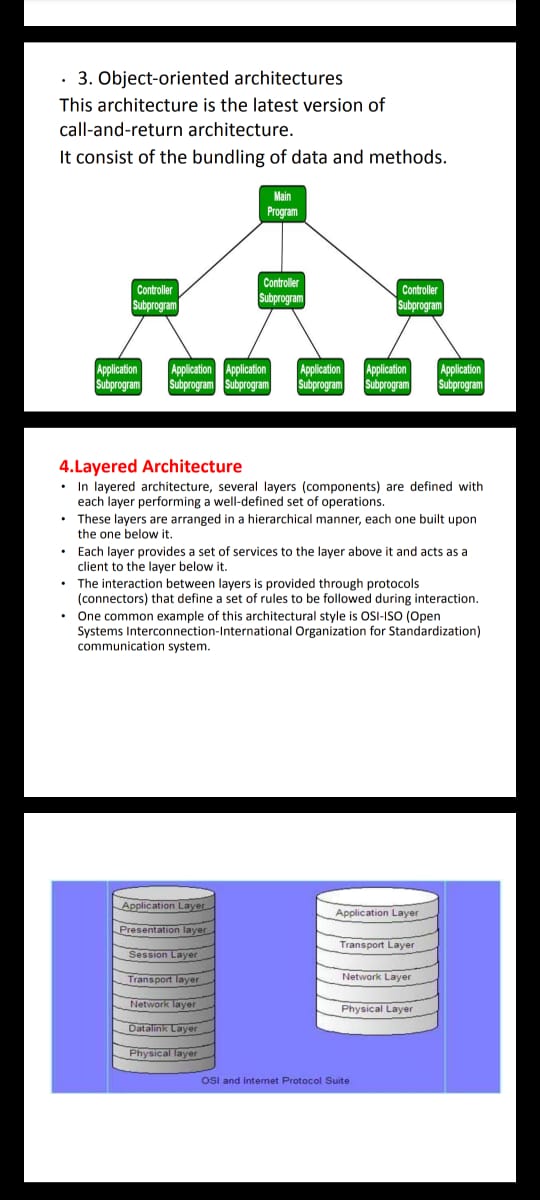 · 3. Object-oriented architectures
This architecture is the latest version of
call-and-return architecture.
It consist of the bundling of data and methods.
Main
Program
Controller
Subprogram
Controller
Subprogram
Controller
Subprogram
Application
Subprogram
Application
Subprogram
Application
Subprogram
Application
Subprogram
Application
Subprogram
Application
Subprogram
4.Layered Architecture
• In layered architecture, several layers (components) are defined with
each layer performing a well-defined set of operations.
• These layers are arranged in a hierarchical manner, each one built upon
the one below it.
• Each layer provides a set of services to the layer above it and acts as a
client to the layer below it.
• The interaction between layers is provided through protocols
(connectors) that define a set of rules to be followed during interaction.
• One common example of this architectural style is OSI-ISO (Open
Systems Interconnection-International Organization for Standardization)
communication system.
Application Layer
Presentation layer
Session Layer
Transport layer
Network layer
Datalink Layer
Physical layer
Application Layer
Transport Layer
Network Layer
Physical Layer
OSI and Internet Protocol Suite